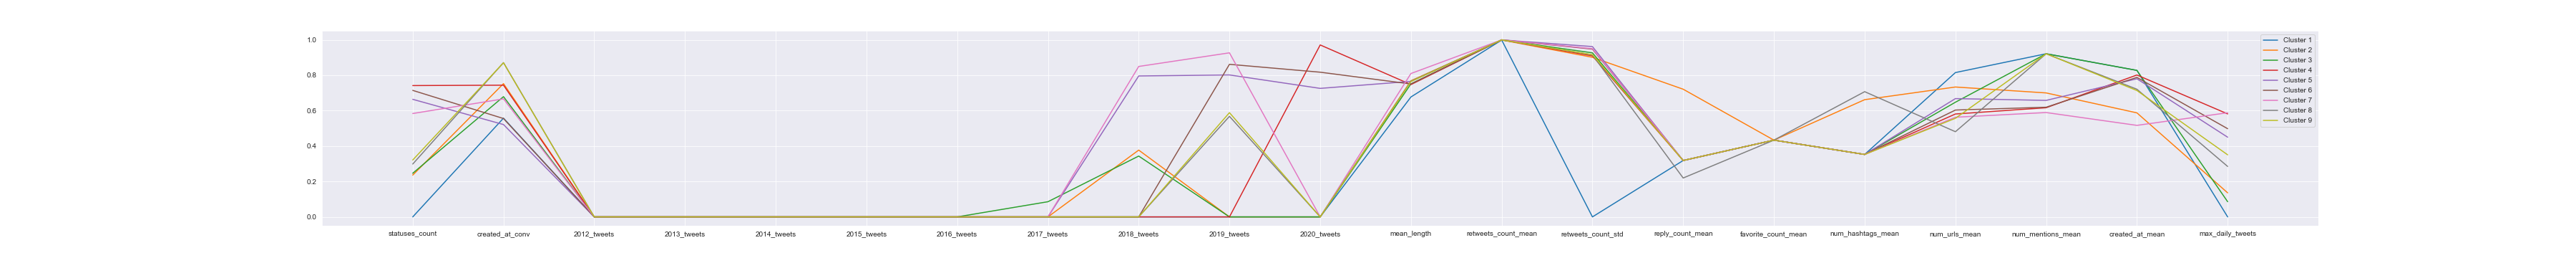 1.0
0.8
0.6
0.4
0.2
0.0
statuses_count created_at_conv 2012_tweets 2013_tweets 2014_tweets 2015_tweets 2016_tweets 2017_tweets 2018_tweets 2019_tweets 2020_tweets mean_length retweets_count_mean retweets_count_std reply_count_mean favorite_count_mean num_hashtags_mean num_urls_mean num_mentions_mean created_at_mean max_daily_tweets
Cluster 1
Cluster 2
Cluster 3
Cluster 4
Cluster 5
Cluster 6
Cluster 7
Cluster 8
Cluster 9